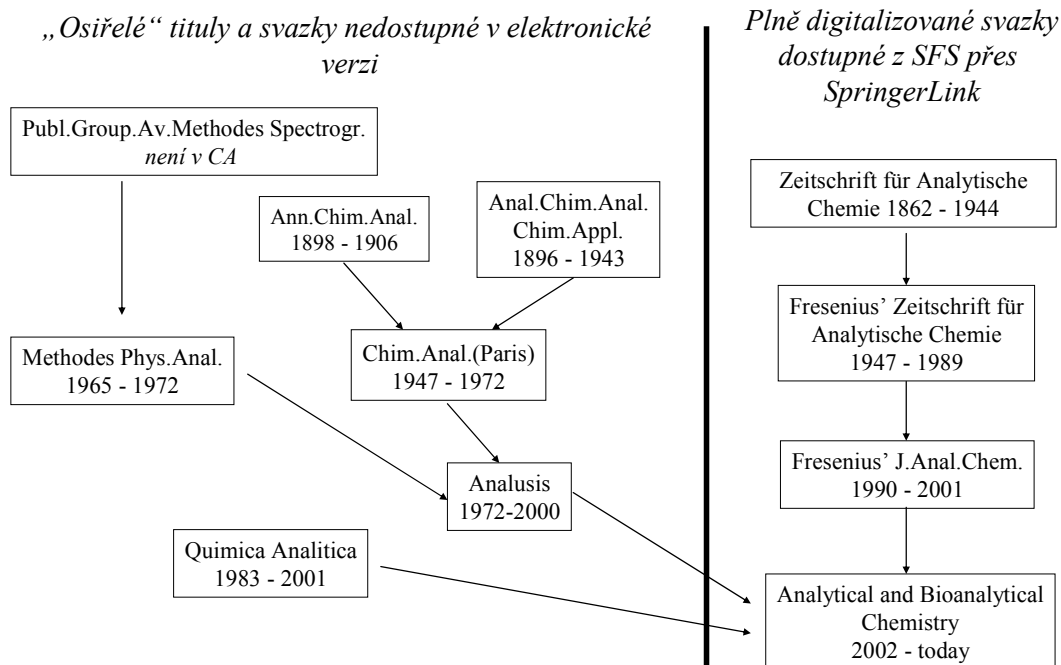 „Osiřelé“ tituly a svazky nedostupné v elektronické
verzi
Plně digitalizované svazky
dostupné z SFS přes
SpringerLink
Publ.Group.Av.Methodes Spectrogr.
není v CA
Ann.Chim.Anal.
1898 - 1906
Anal.Chim.Anal.
Chim.Appl.
1896 - 1943
Zeitschrift für Analytische
Chemie 1862 - 1944
Methodes Phys.Anal.
1965 - 1972
Chim.Anal.(Paris)
1947 - 1972
Fresenius’ Zeitschrift für
Analytische Chemie
1947 - 1989
Analusis
1972-2000
Fresenius’ J.Anal.Chem.
1990 - 2001
Quimica Analitica
1983 - 2001
Analytical and Bioanalytical
Chemistry
2002 - today